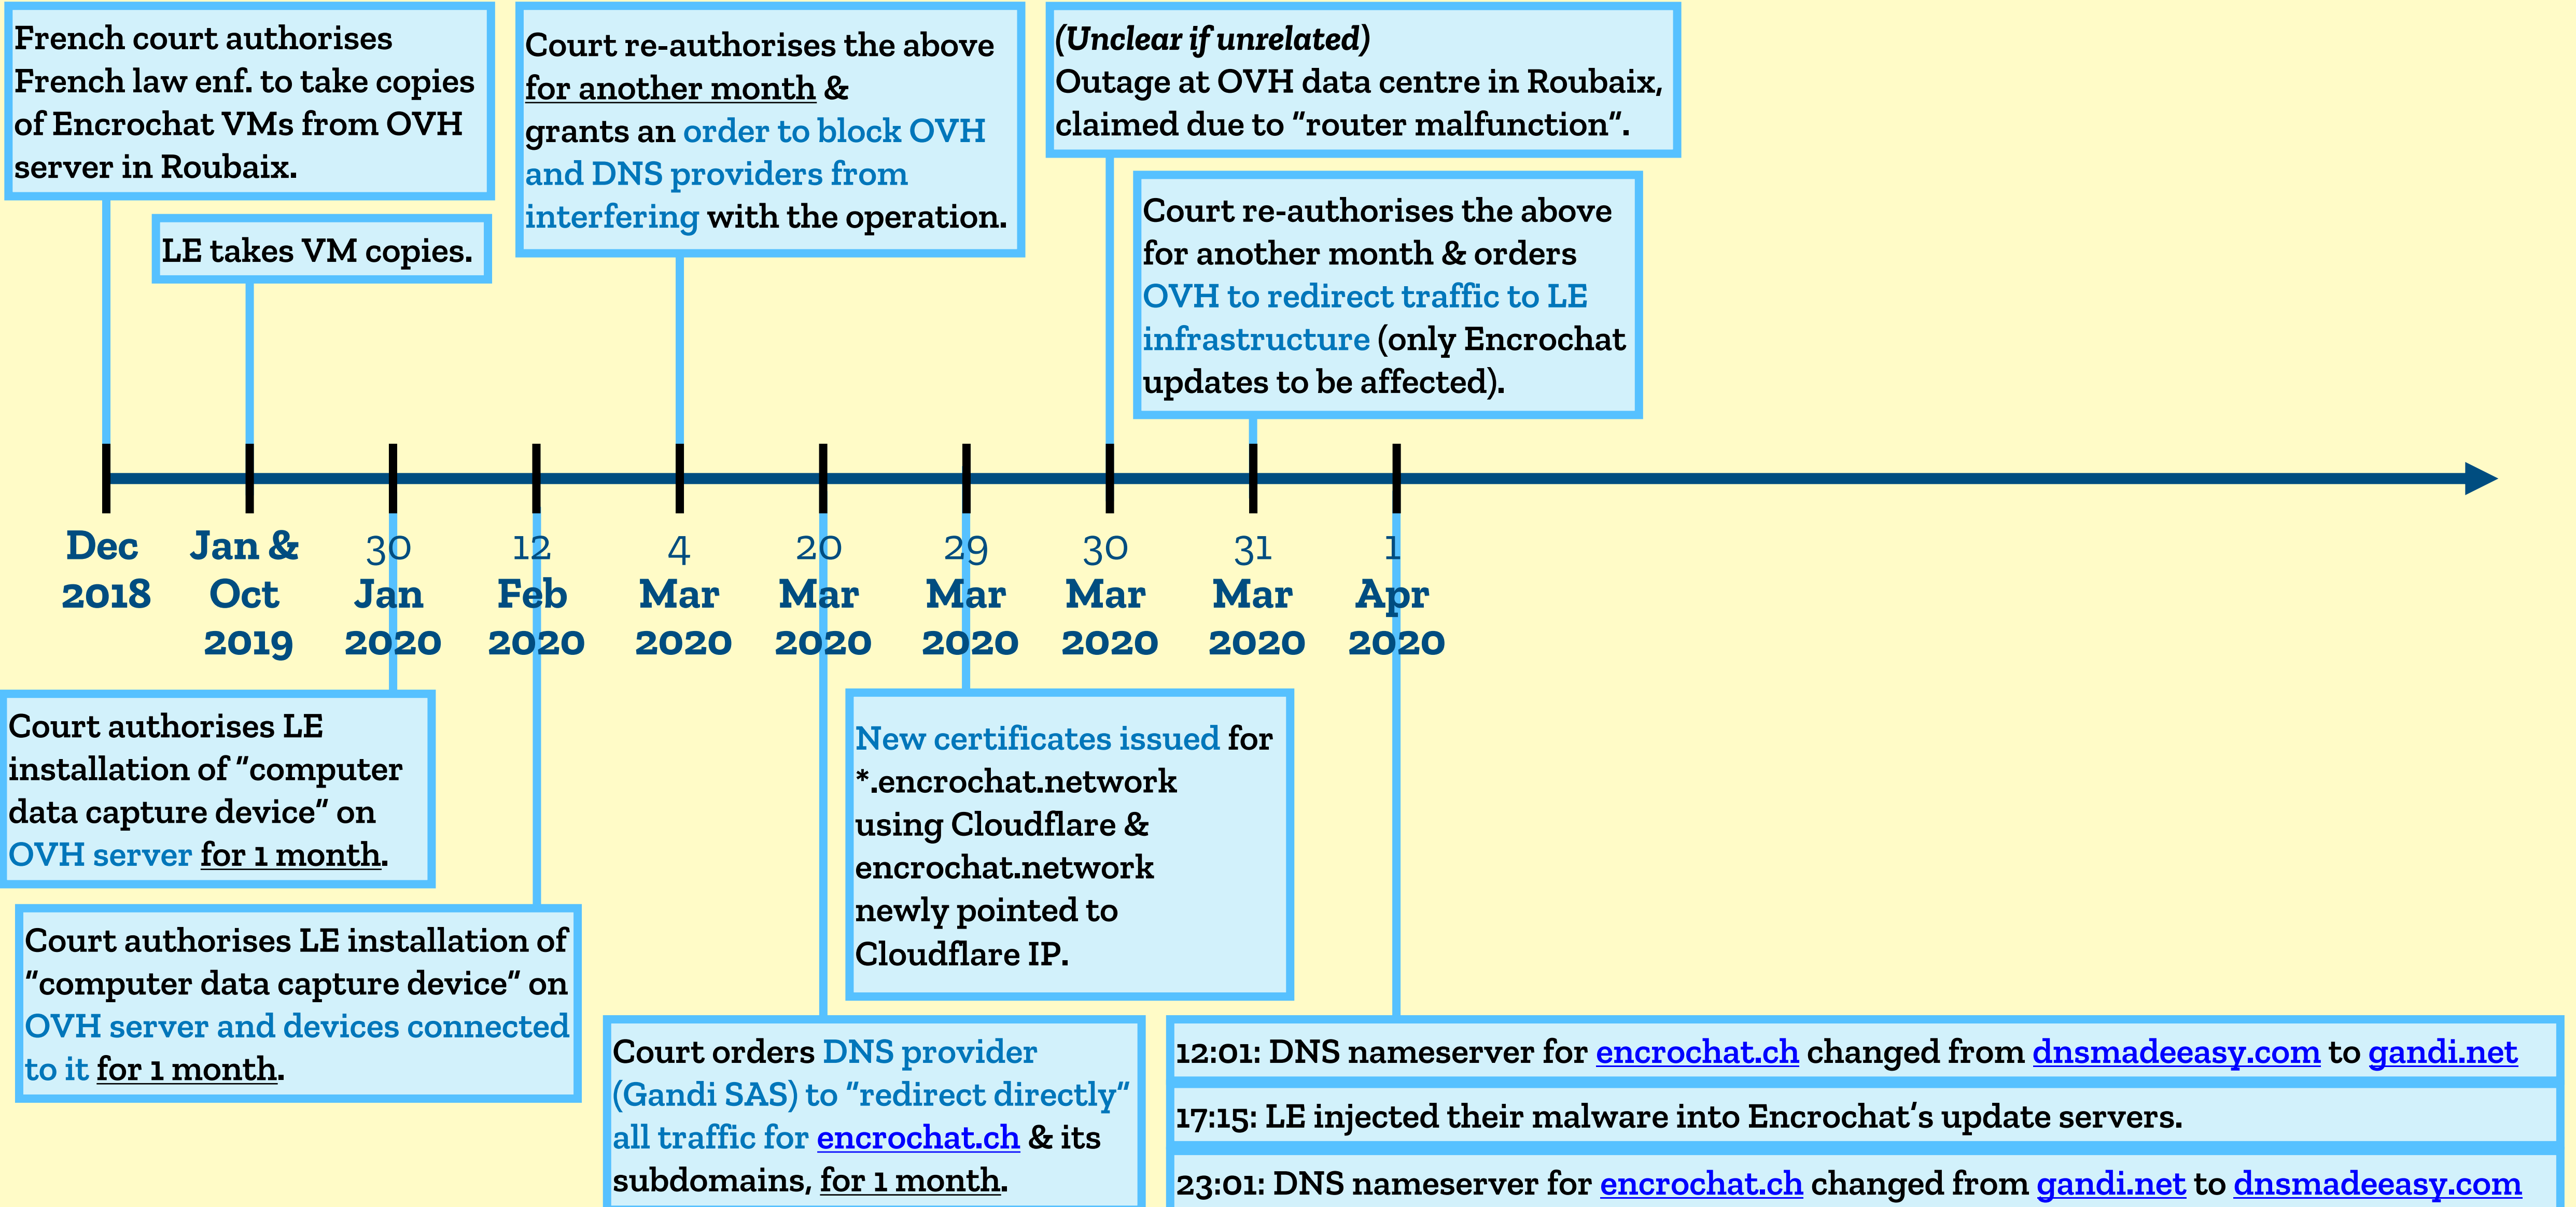 French court authorises
French law enf. to take copies
of Encrochat VMs from OVH
server in Roubaix.
LE takes VM copies.
Court re-authorises the above
for another month &
grants an order to block OVH
and DNS providers from
interfering with the operation.
(Unclear if unrelated)
Outage at OVH data centre in Roubaix,
claimed due to "router malfunction".
Court re-authorises the above
for another month & orders
OVH to redirect traffic to LE
infrastructure (only Encrochat
updates to be affected).
Dec
2018
Jan &
Oct
2019
30
Jan
2020
12
Feb
2020
4
Mar
2020
20
Mar
2020
29
Mar
2020
30
Mar
2020
31
Mar
2020
1
Apr
2020
Court authorises LE
installation of "computer
data capture device" on
OVH server for 1 month.
Court authorises LE installation of
"computer data capture device" on
OVH server and devices connected
to it for 1 month.
Court orders DNS provider
(Gandi SAS) to "redirect directly"
all traffic for encrochat.ch & its
subdomains, for 1 month.
New certificates issued for
*.encrochat.network
using Cloudflare &
encrochat.network
newly pointed to
Cloudflare IP.
12:01: DNS nameserver for encrochat.ch changed from dnsmadeeasy.com to gandi.net
17:15: LE injected their malware into Encrochat's update servers.
23:01: DNS nameserver for encrochat.ch changed from gandi.net to dnsmadeeasy.com